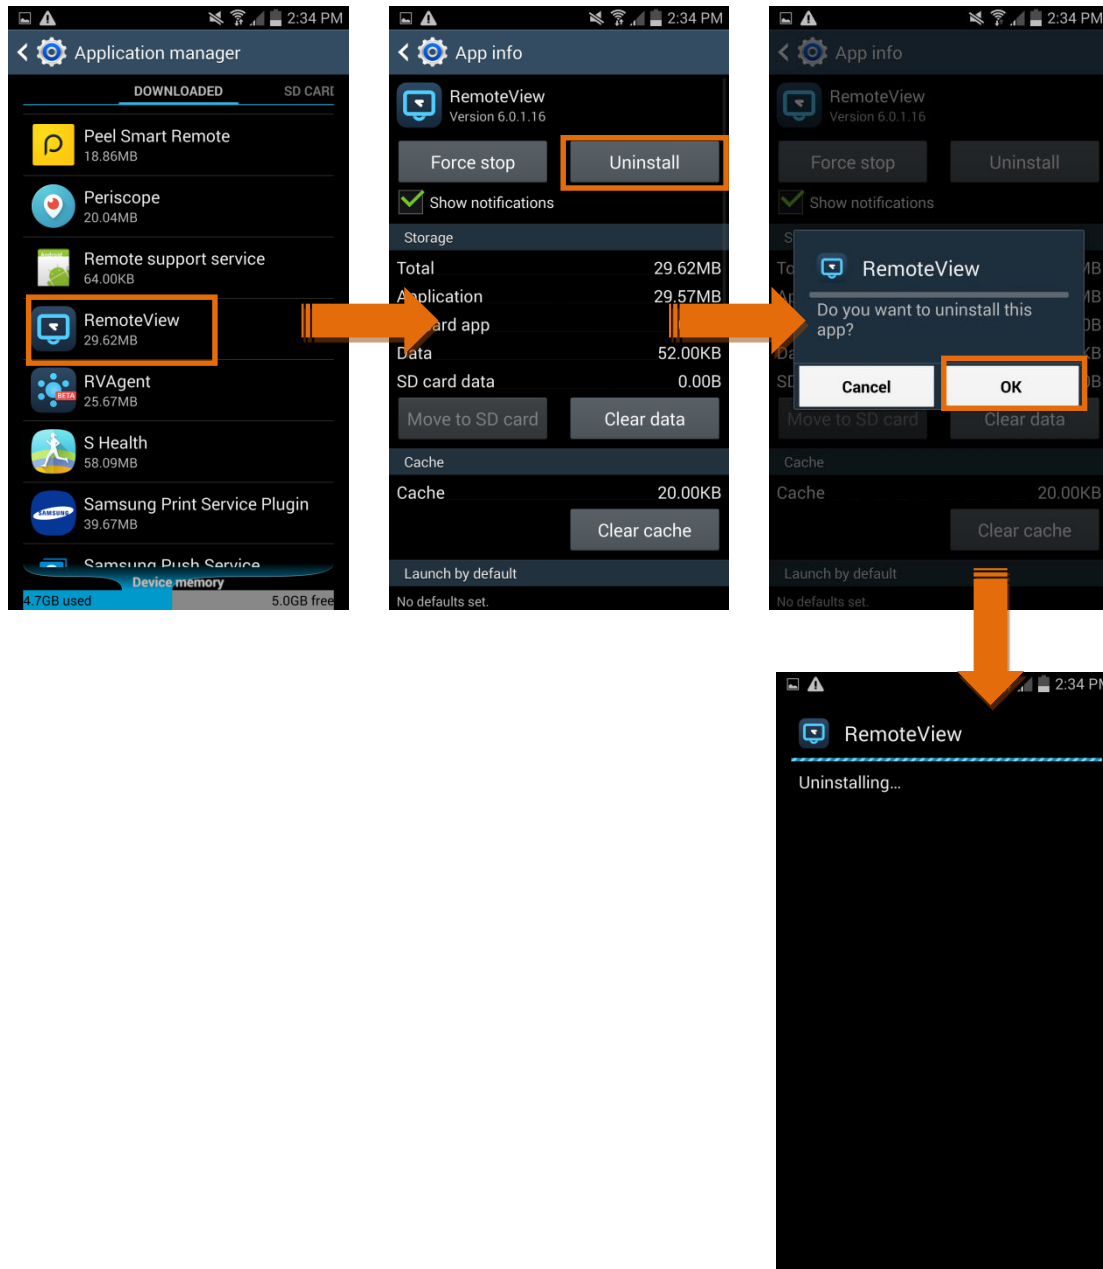 2:34 PM
Application manager
DOWNLOADED SD CARD
Peel Smart Remote
18.86MB
Periscope
20.04MB
Remote support service
64.00KB
RemoteView
29.62MB
RVAgent
BETA
25.67MB
S Health
58.09MB
SAMSUNG
Samsung Print Service Plugin
39.67MB
Samsung Push Service
Device memory
4.7GB used 5.0GB free
2:34 PM
App info
RemoteView
Version 6.0.1.16
Force stop Uninstall
Show notifications
Storage
Total 29.62MB
Application 29.57MB
ard app
Data 52.00KB
SD card data 0.00B
Move to SD card Clear data
Cache
Cache 20.00KB
Clear cache
Launch by default
No defaults set.
2:34 PM
App info
RemoteView
Version 6.0.1.16
Force stop Uninstall
Show notifications
RemoteView
Do you want to uninstall this
app?
Cancel OK
Move to SD card Clear data
Cache
Cache 20.00KB
Clear cache
Launch by default
No defaults set.
2:34 PM
RemoteView
Uninstalling...